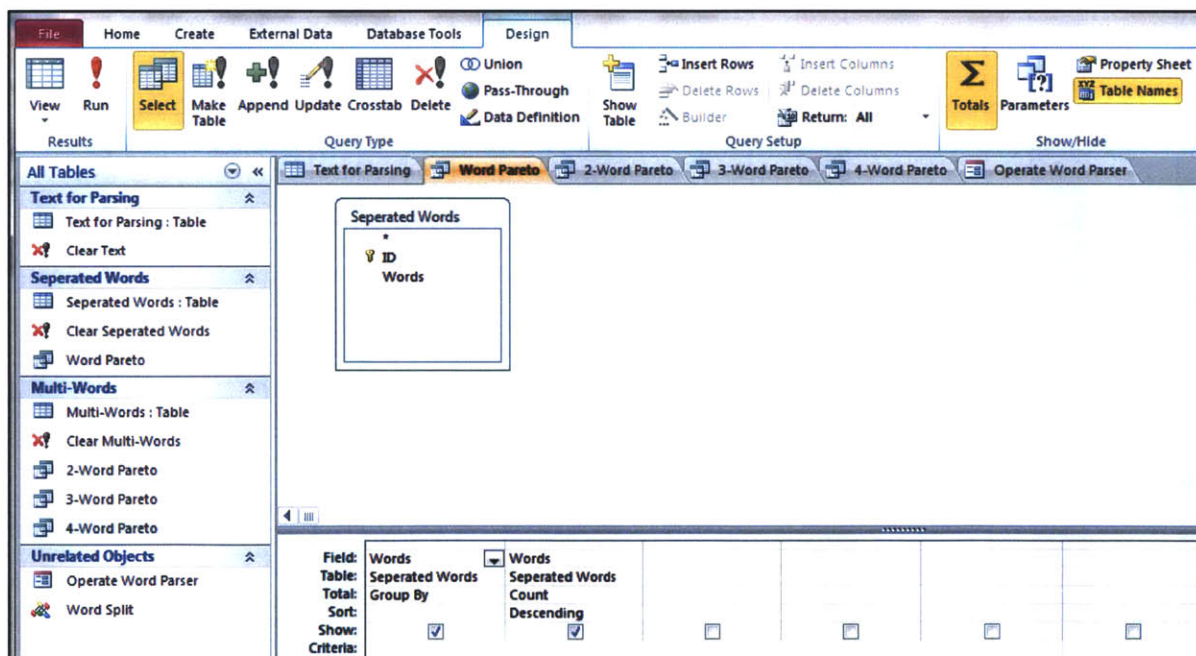 File Home Create External Data Database Tools Design
View Run Select Make Table Append Update Crosstab Delete Union Pass-Through Data Definition Show Table Insert Rows Delete Rows Builder Insert Columns Delete Columns Return: All Totals Parameters Property Sheet Table Names
Results Query Type Query Setup Show/Hide
All Tables
Text for Parsing
Text for Parsing : Table
Clear Text
Seperated Words
Seperated Words : Table
Clear Seperated Words
Word Pareto
Multi-Words
Multi-Words : Table
Clear Multi-Words
2-Word Pareto
3-Word Pareto
4-Word Pareto
Unrelated Objects
Operate Word Parser
Word Split
Text for Parsing Word Pareto 2-Word Pareto 3-Word Pareto 4-Word Pareto Operate Word Parser
Seperated Words
*
ID
Words
Field: Words Words
Table: Seperated Words Seperated Words
Total: Group By Count
Sort: Descending
Show:
Criteria: